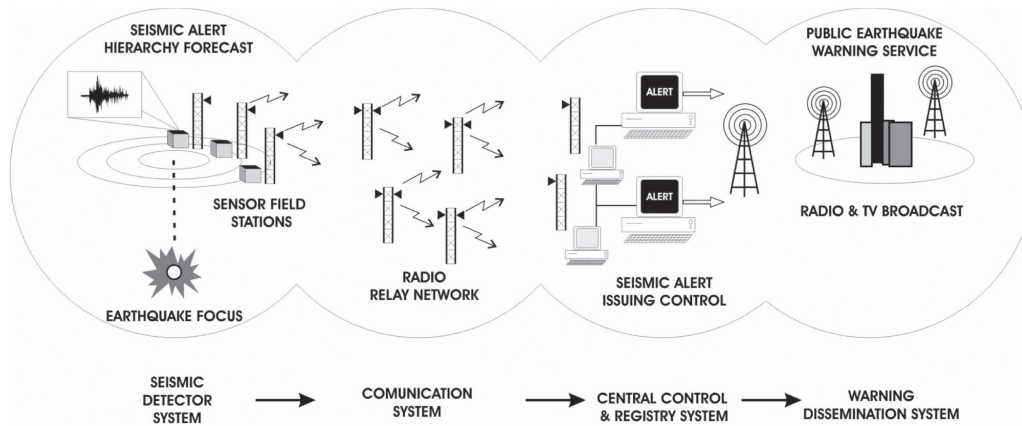 SEISMIC ALERT
HIERARCHY FORECAST
SENSOR FIELD
STATIONS
EARTHQUAKE FOCUS
RADIO
RELAY NETWORK
ALERT
ALERT
SEISMIC ALERT
ISSUING CONTROL
PUBLIC EARTHQUAKE
WARNING SERVICE
RADIO & TV BROADCAST
SEISMIC
DETECTOR
SYSTEM
COMUNICATION
SYSTEM
CENTRAL CONTROL
& REGISTRY SYSTEM
WARNING
DISSEMINATION SYSTEM